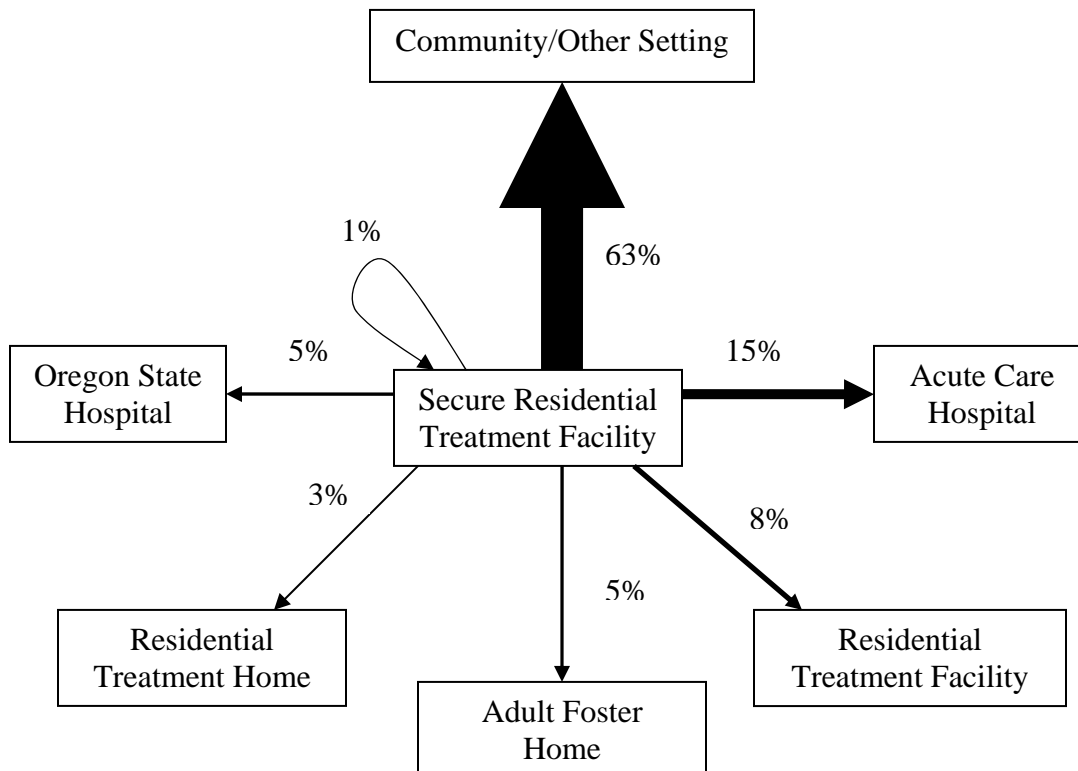 Community/Other Setting
1%
63%
5%
15%
Oregon State
Hospital
Secure Residential
Treatment Facility
Acute Care
Hospital
3%
8%
5%
Residential
Treatment Home
Residential
Treatment Facility
Adult Foster
Home